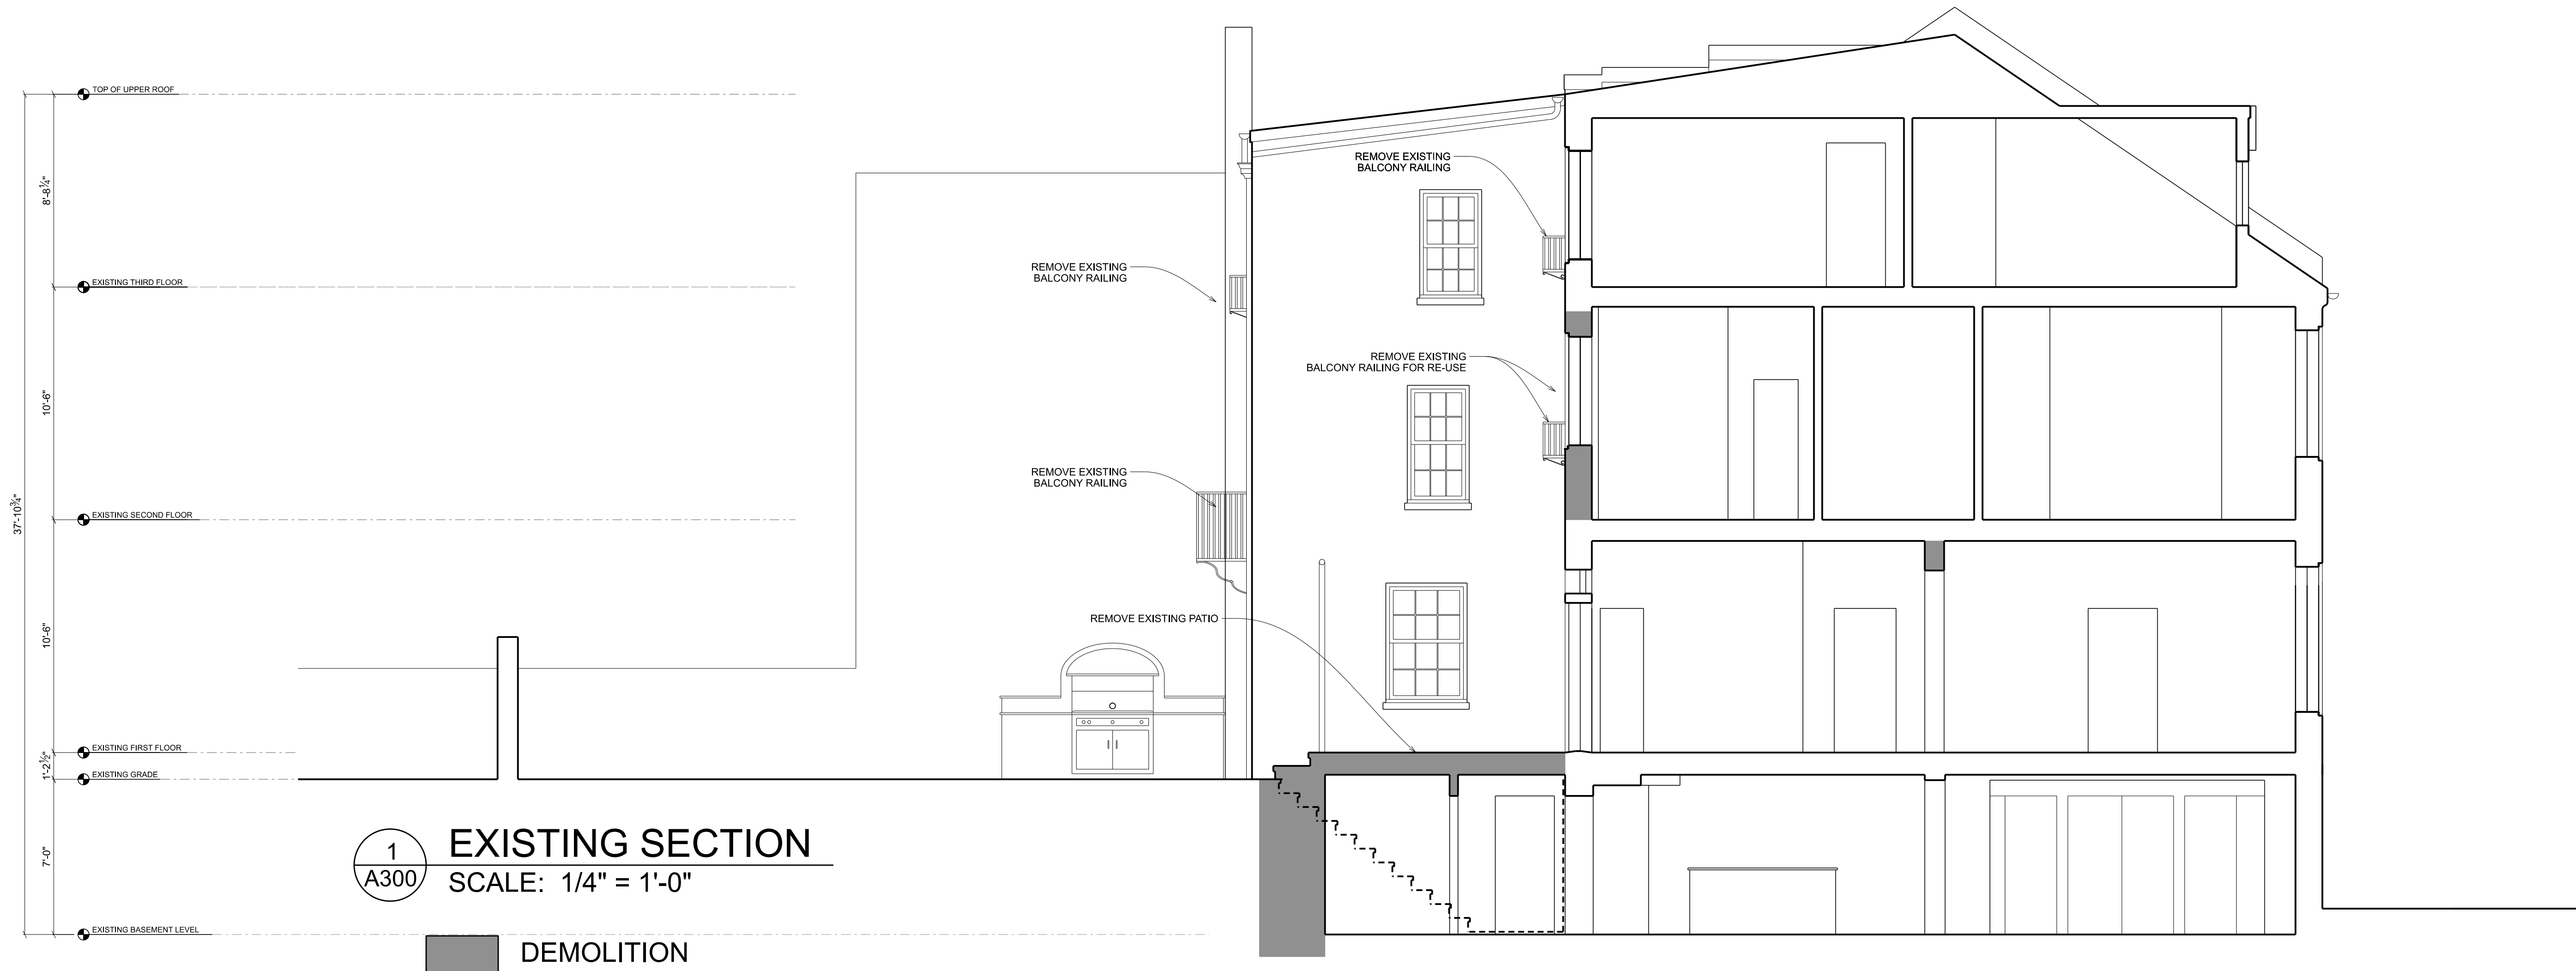 TOP OF UPPER ROOF
8'-8¼"
EXISTING THIRD FLOOR
10'-6"
EXISTING SECOND FLOOR
37'-10¾"
10'-6"
EXISTING FIRST FLOOR
1'-2½"
EXISTING GRADE
7'-0"
EXISTING BASEMENT LEVEL
REMOVE EXISTING
BALCONY RAILING
REMOVE EXISTING
BALCONY RAILING
REMOVE EXISTING
BALCONY RAILING FOR RE-USE
REMOVE EXISTING
BALCONY RAILING
REMOVE EXISTING PATIO
1
A300
EXISTING SECTION
SCALE: 1/4" = 1'-0"
DEMOLITION